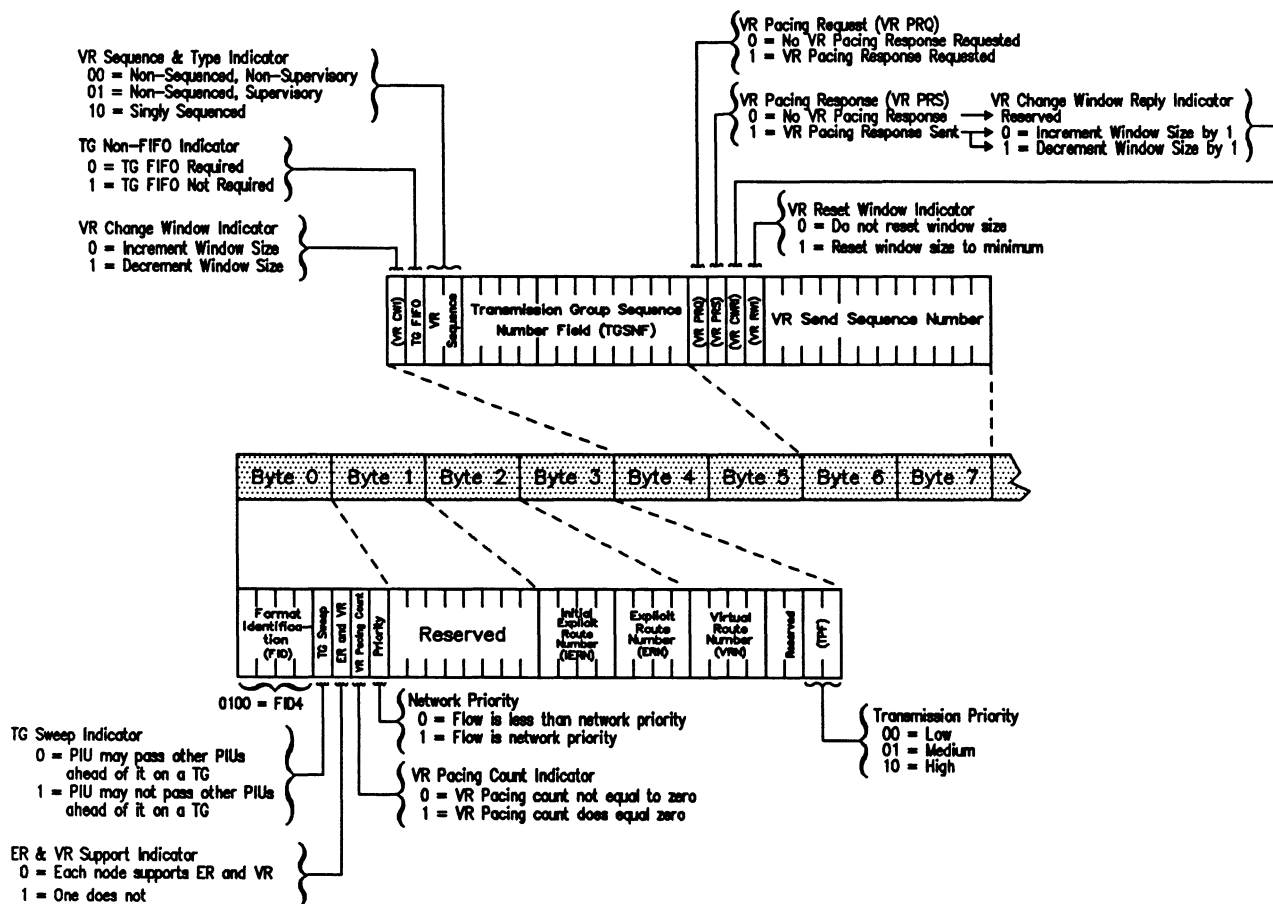 VR Sequence & Type Indicator
00 = Non-Sequenced, Non-Supervisory
01 = Non-Sequenced, Supervisory
10 = Singly Sequenced
TG Non-FIFO Indicator
0 = TG FIFO Required
1 = TG FIFO Not Required
VR Change Window Indicator
0 = Increment Window Size
1 = Decrement Window Size
VR Pacing Request (VR PRQ)
0 = No VR Pacing Response Requested
1 = VR Pacing Response Requested
VR Pacing Response (VR PRS)
0 = No VR Pacing Response
1 = VR Pacing Response Sent
VR Change Window Reply Indicator
Reserved
0 = Increment Window Size by 1
1 = Decrement Window Size by 1
VR Reset Window Indicator
0 = Do not reset window size
1 = Reset window size to minimum
(VR CWI)
TG FIFO
VR
Sequence
Transmission Group Sequence
Number Field (TGSNF)
(VR PRQ)
(VR PRS)
(VR CWRI)
(VR RWI)
VR Send Sequence Number
Byte 0
Byte 1
Byte 2
Byte 3
Byte 4
Byte 5
Byte 6
Byte 7
Format
Identifica-
tion
(FID)
TG Sweep
ER and VR
VR Pacing Count
Priority
Reserved
Initial
Explicit
Route
Number
(IERN)
Explicit
Route
Number
(ERN)
Virtual
Route
Number
(VRN)
Reserved
(TPF)
0100 = FID4
TG Sweep Indicator
0 = PIU may pass other PIUs
ahead of it on a TG
1 = PIU may not pass other PIUs
ahead of it on a TG
ER & VR Support Indicator
0 = Each node supports ER and VR
1 = One does not
Network Priority
0 = Flow is less than network priority
1 = Flow is network priority
VR Pacing Count Indicator
0 = VR Pacing count not equal to zero
1 = VR Pacing count does equal zero
Transmission Priority
00 = Low
01 = Medium
10 = High